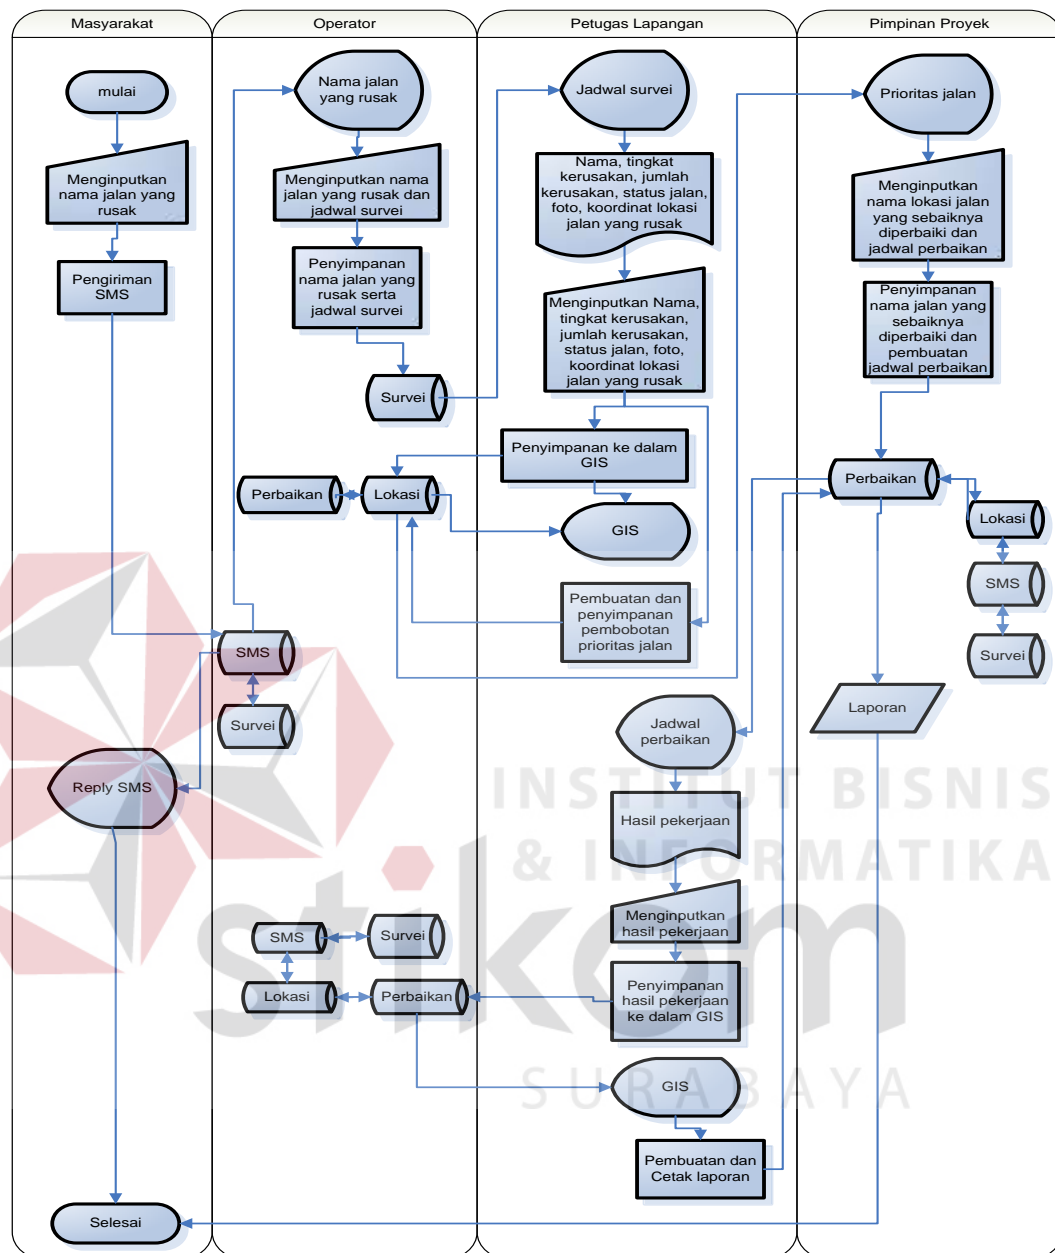 Masyarakat
Operator
Petugas Lapangan
Pimpinan Proyek
mulai
Menginputkan
nama jalan yang
rusak
Pengiriman
SMS
Reply SMS
Selesai
Nama jalan
yang rusak
Menginputkan nama
jalan yang rusak dan
jadwal survei
Penyimpanan
nama jalan yang
rusak serta
jadwal survei
Survei
Perbaikan
Lokasi
SMS
Survei
SMS
Survei
Lokasi
Perbaikan
Jadwal survei
Nama, tingkat
kerusakan, jumlah
kerusakan, status jalan,
foto, koordinat lokasi
jalan yang rusak
Menginputkan Nama,
tingkat kerusakan,
jumlah kerusakan,
status jalan, foto,
koordinat lokasi
jalan yang rusak
Penyimpanan ke dalam
GIS
GIS
Pembuatan dan
penyimpanan
pembobotan
prioritas jalan
Jadwal
perbaikan
Hasil pekerjaan
Menginputkan
hasil pekerjaan
Penyimpanan
hasil pekerjaan
ke dalam GIS
GIS
Pembuatan dan
Cetak laporan
Prioritas jalan
Menginputkan
nama lokasi jalan
yang sebaiknya
diperbaiki dan
jadwal perbaikan
Penyimpanan
nama jalan yang
sebaiknya
diperbaiki dan
pembuatan
jadwal perbaikan
Perbaikan
Lokasi
SMS
Survei
Laporan
INSTITUT BISNIS
& INFORMATIKA
stikom
SURABAYA